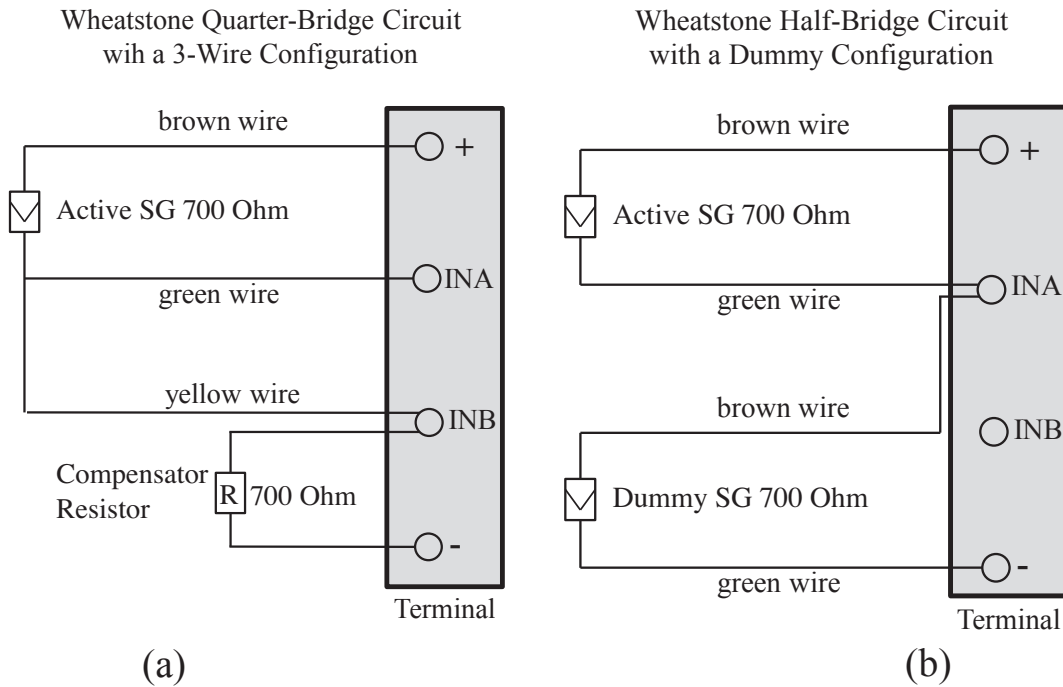 Wheatstone Quarter-Bridge Circuit
wih a 3-Wire Configuration
brown wire
+
Active SG 700 Ohm
INA
green wire
yellow wire
INB
Compensator
Resistor
R
700 Ohm
-
Terminal
(a)
Wheatstone Half-Bridge Circuit
with a Dummy Configuration
brown wire
+
Active SG 700 Ohm
INA
green wire
brown wire
INB
Dummy SG 700 Ohm
-
green wire
Terminal
(b)